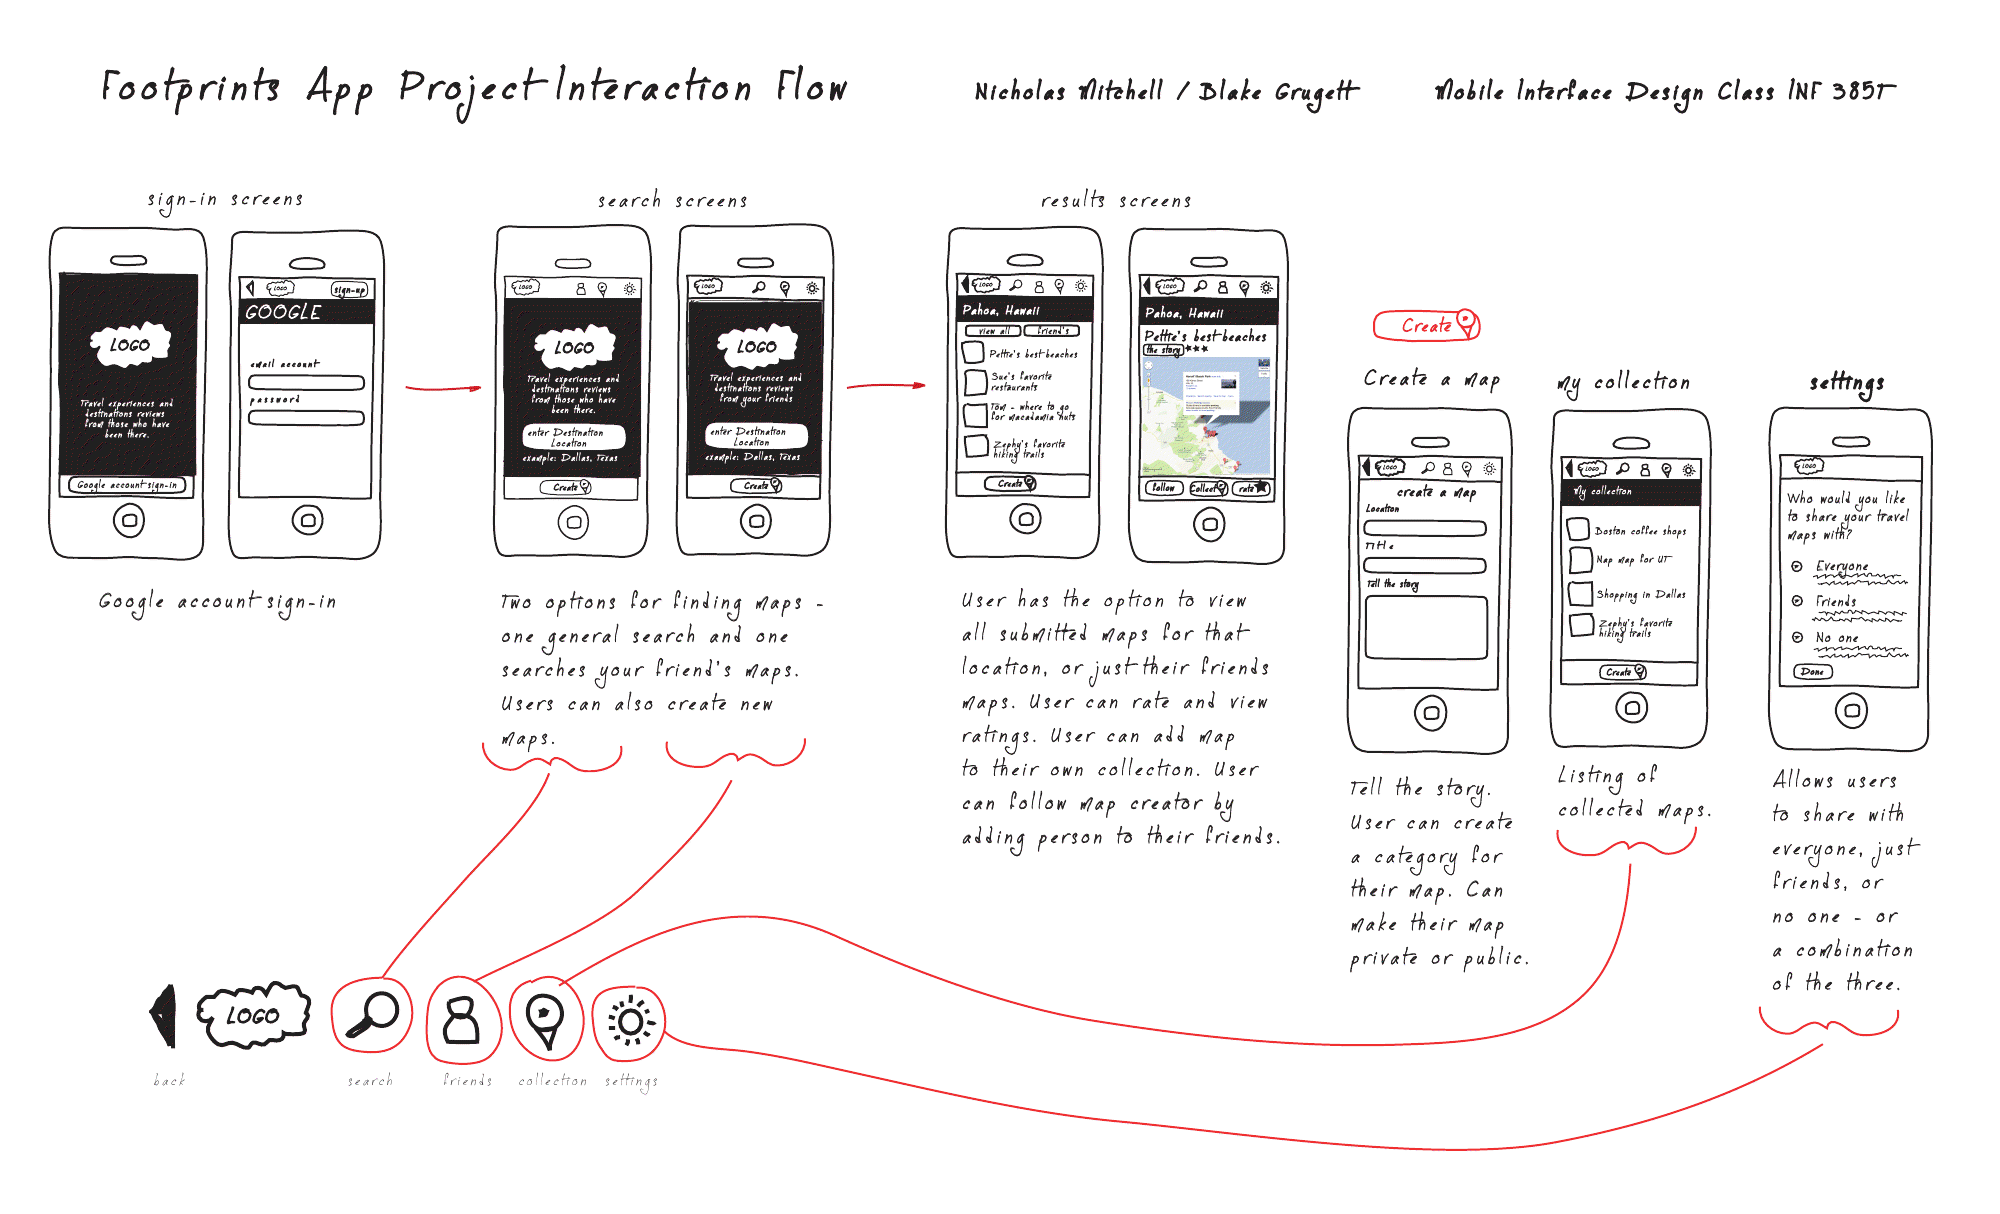 Footprints App Project Interaction Flow
Nicholas Mitchell / Blake Grugett
Mobile Interface Design Class INF 385T
sign-in screens
LOGO
Travel experiences and
destinations reviews
from those who have
been there.
Google account sign-in
LOGO
sign-up
GOOGLE
email account
password
Google account sign-in
search screens
LOGO
LOGO
Travel experiences and
destinations reviews
from those who have
been there.
enter Destination
Location
example: Dallas, Texas
Create
LOGO
LOGO
Travel experiences and
destinations reviews
from your friends
enter Destination
Location
example: Dallas, Texas
Create
Two options for finding maps -
one general search and one
searches your friend's maps.
Users can also create new
maps.
results screens
LOGO
Pahoa, Hawaii
view all
friend's
Pettie's best beaches
Sue's favorite
restaurants
Tom - where to go
for macadamia nuts
Zephy's favorite
hiking trails
Create
LOGO
Pahoa, Hawaii
Pettie's best beaches
the story
follow
Collect
rate
User has the option to view
all submitted maps for that
location, or just their friends
maps. User can rate and view
ratings. User can add map
to their own collection. User
can follow map creator by
adding person to their friends.
Create
Create a map
LOGO
create a map
Location
Title
Tell the story
Tell the story.
User can create
a category for
their map. Can
make their map
private or public.
my collection
LOGO
My collection
Boston coffee shops
Nap map for UT
Shopping in Dallas
Zephy's favorite
hiking trails
Create
Listing of
collected maps.
settings
LOGO
Who would you like
to share your travel
maps with?
Everyone
Friends
No one
Done
Allows users
to share with
everyone, just
friends, or
no one - or
a combination
of the three.
LOGO
back
search
friends
collection
settings